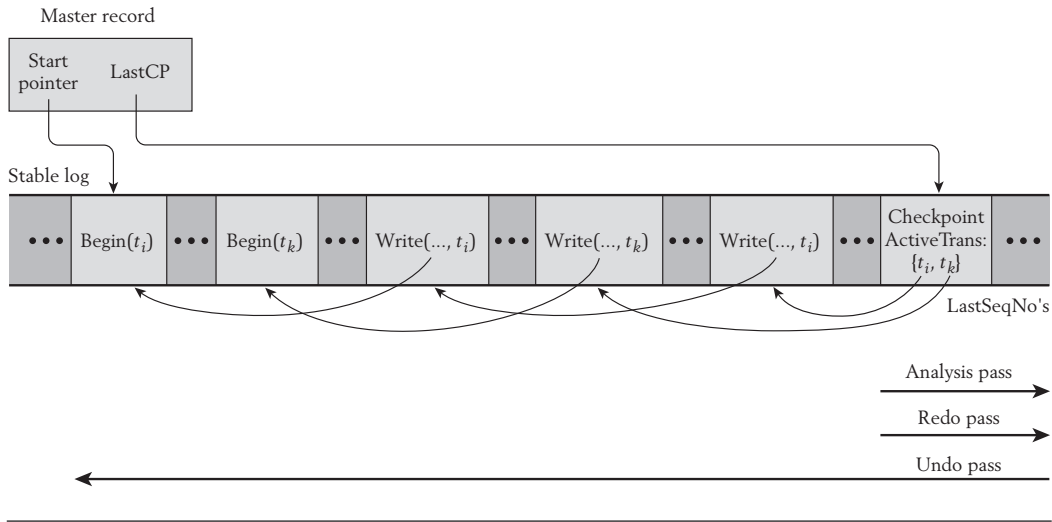 Master record
Start
pointer
LastCP
Stable log
••• Begin(tᵢ) ••• Begin(tₖ) ••• Write(..., tᵢ) ••• Write(..., tₖ) ••• Write(..., tᵢ) •••
Checkpoint
ActiveTrans:
{tᵢ, tₖ}
•••
LastSeqNo's
Analysis pass
Redo pass
Undo pass